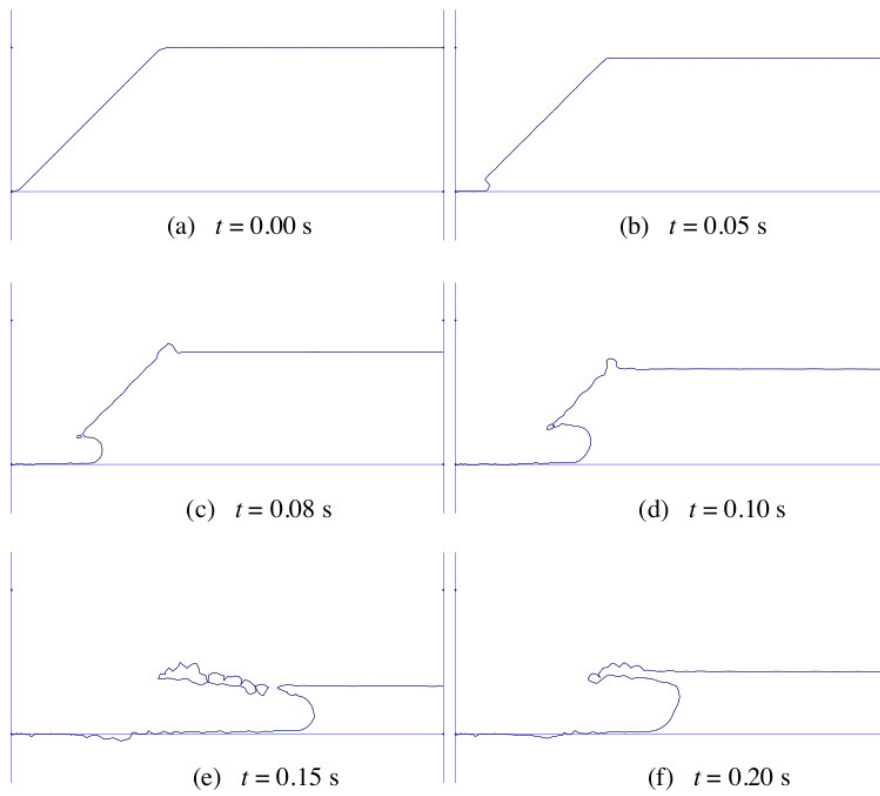 (a) t = 0.00 s
(b) t = 0.05 s
(c) t = 0.08 s
(d) t = 0.10 s
(e) t = 0.15 s
(f) t = 0.20 s